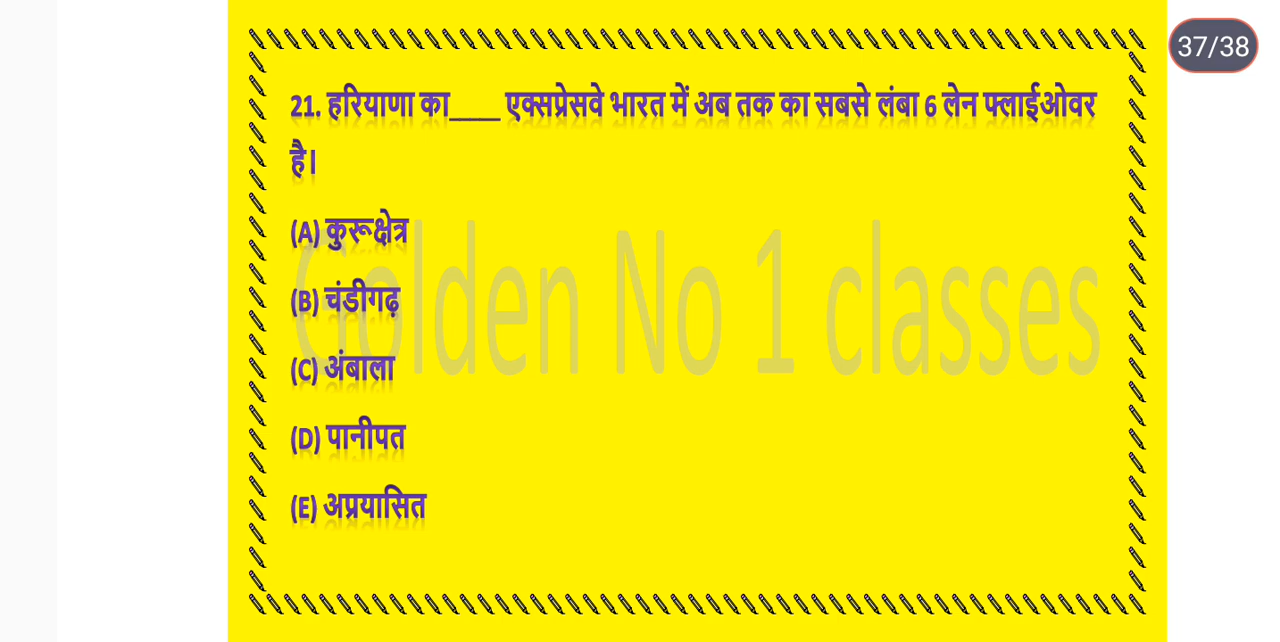 37/38
21. हरियाणा का____ एक्सप्रेसवे भारत में अब तक का सबसे लंबा 6 लेन फ्लाईओवर
है।
(A) कुरूक्षेत्र
(B) चंडीगढ़
(C) अंबाला
(D) पानीपत
(E) अप्रयासित
Golden No 1 classes